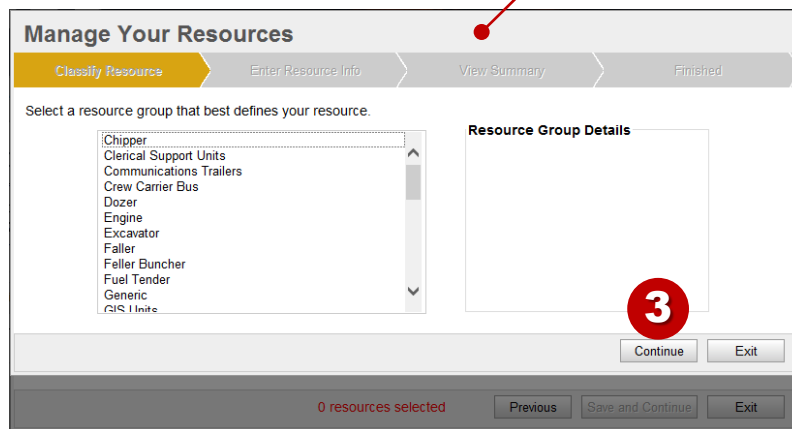 Manage Your Resources
Classify Resource Enter Resource Info View Summary Finished
Select a resource group that best defines your resource.
Chipper
Clerical Support Units
Communications Trailers
Crew Carrier Bus
Dozer
Engine
Excavator
Faller
Feller Buncher
Fuel Tender
Generic
GIS Units
Resource Group Details
3
Continue Exit
0 resources selected Previous Save and Continue Exit